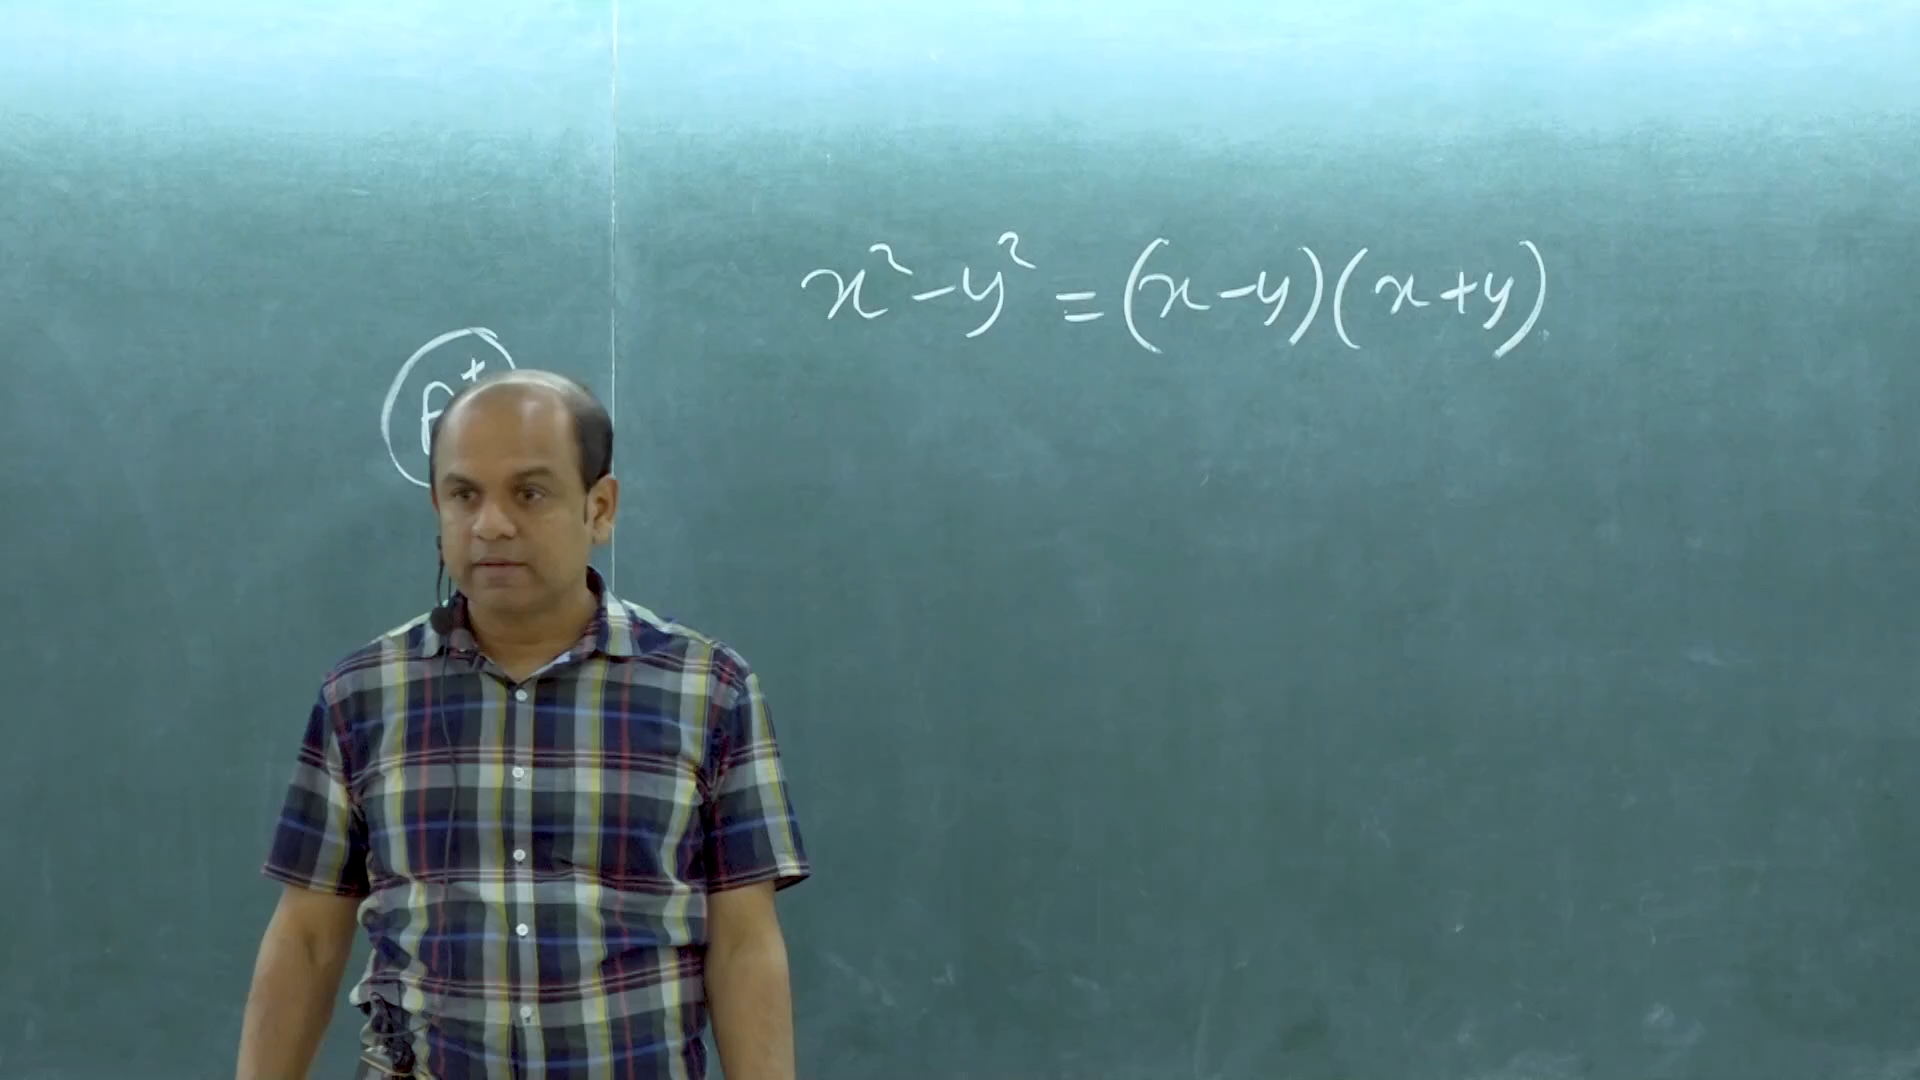 x² - y² = (x - y)(x + y)
A⁺